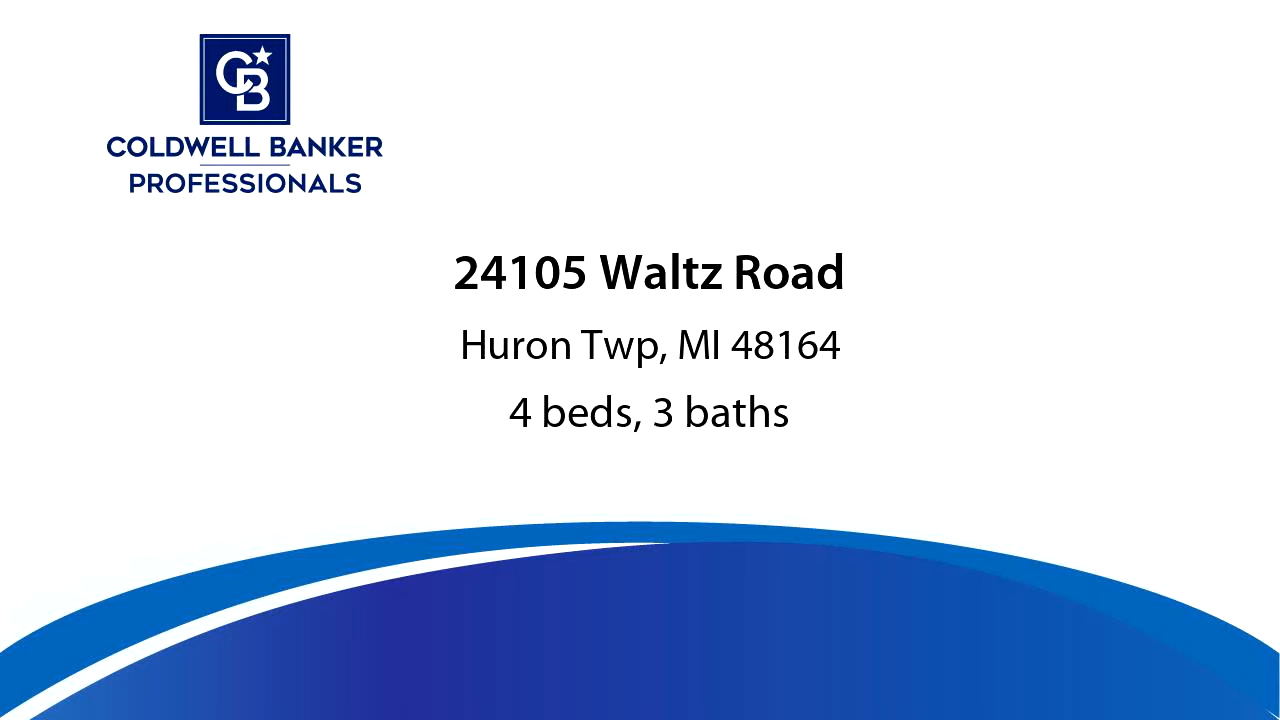 CB
COLDWELL BANKER
PROFESSIONALS
24105 Waltz Road
Huron Twp, MI 48164
4 beds, 3 baths